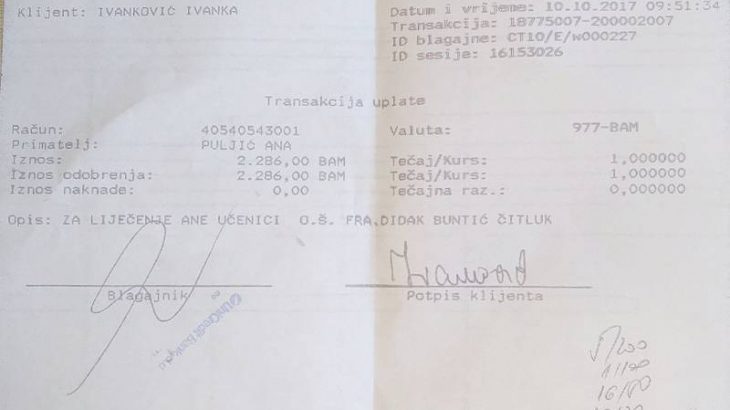 Klijent: IVANKOVIĆ IVANKA
Datum i vrijeme: 10.10.2017 09:51:34
Transakcija: 18775007-200002007
ID blagajne: CT10/E/w000227
ID sesije: 16153026
Transakcija uplate
Račun: 40540543001
Primatelj: PULJIĆ ANA
Iznos: 2.286,00 BAM
Iznos odobrenja: 2.286,00 BAM
Iznos naknade: 0,00
Valuta: 977-BAM
Tečaj/Kurs: 1,000000
Tečaj/Kurs: 1,000000
Tečajna raz.: 0,000000
Opis: ZA LIJEČENJE ANE UČENICI O.Š. FRA.DIDAK BUNTIĆ ČITLUK
Blagajnik
Potpis klijenta
UniCredit Bank